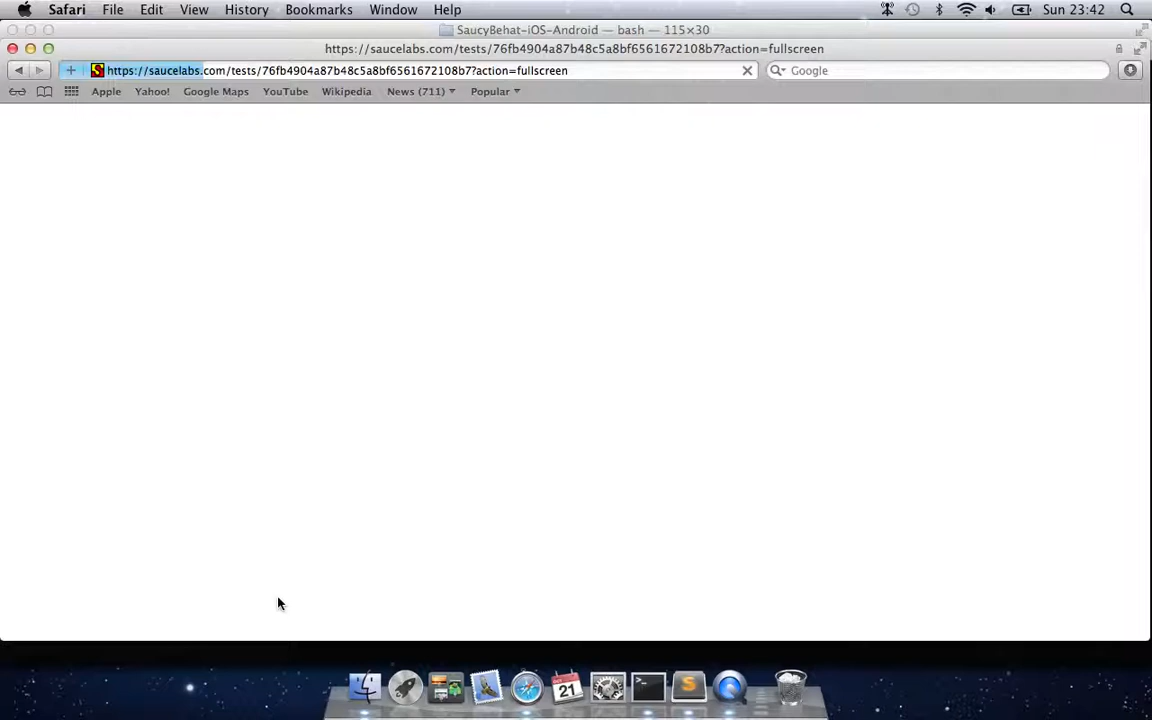 Safari File Edit View History Bookmarks Window Help Sun 23:42
SaucyBehat-iOS-Android — bash — 115×30
https://saucelabs.com/tests/76fb4904a87b48c5a8bf6561672108b7?action=fullscreen
https://saucelabs.com/tests/76fb4904a87b48c5a8bf6561672108b7?action=fullscreen Google
Apple Yahoo! Google Maps YouTube Wikipedia News (711) Popular
21